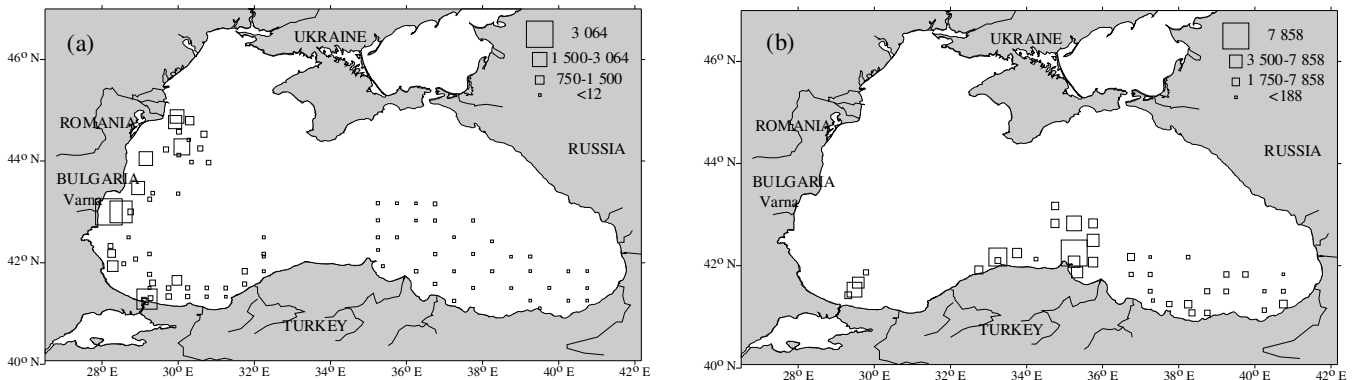 (a)
UKRAINE
3 064
1 500-3 064
750-1 500
<12
ROMANIA
RUSSIA
BULGARIA
Varna
TURKEY
46° N
44° N
42° N
40° N
28° E
30° E
32° E
34° E
36° E
38° E
40° E
42° E
(b)
UKRAINE
7 858
3 500-7 858
1 750-7 858
<188
ROMANIA
RUSSIA
BULGARIA
Varna
TURKEY
46° N
44° N
42° N
40° N
28° E
30° E
32° E
34° E
36° E
38° E
40° E
42° E